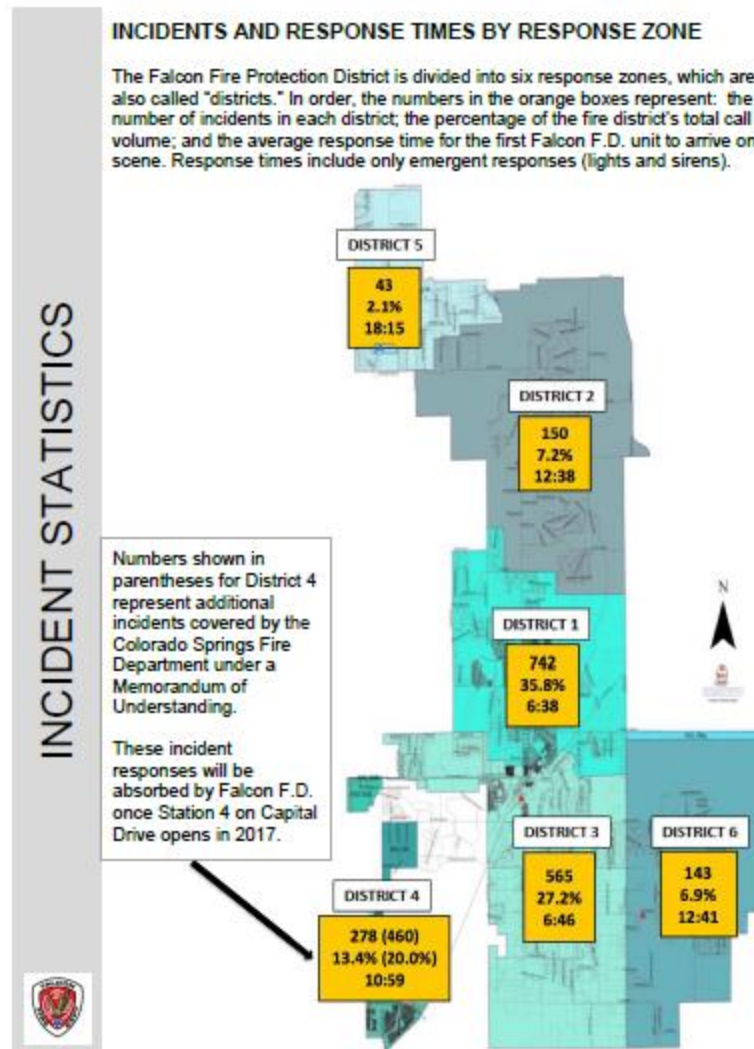 INCIDENTS AND RESPONSE TIMES BY RESPONSE ZONE
The Falcon Fire Protection District is divided into six response zones, which are
also called "districts." In order, the numbers in the orange boxes represent: the
number of incidents in each district; the percentage of the fire district's total call
volume; and the average response time for the first Falcon F.D. unit to arrive on
scene. Response times include only emergent responses (lights and sirens).
INCIDENT STATISTICS
DISTRICT 5
43
2.1%
18:15
DISTRICT 2
150
7.2%
12:38
Numbers shown in
parentheses for District 4
represent additional
incidents covered by the
Colorado Springs Fire
Department under a
Memorandum of
Understanding.
These incident
responses will be
absorbed by Falcon F.D.
once Station 4 on Capital
Drive opens in 2017.
N
DISTRICT 1
742
35.8%
6:38
DISTRICT 3
565
27.2%
6:46
DISTRICT 6
143
6.9%
12:41
DISTRICT 4
278 (460)
13.4% (20.0%)
10:59
FALCON